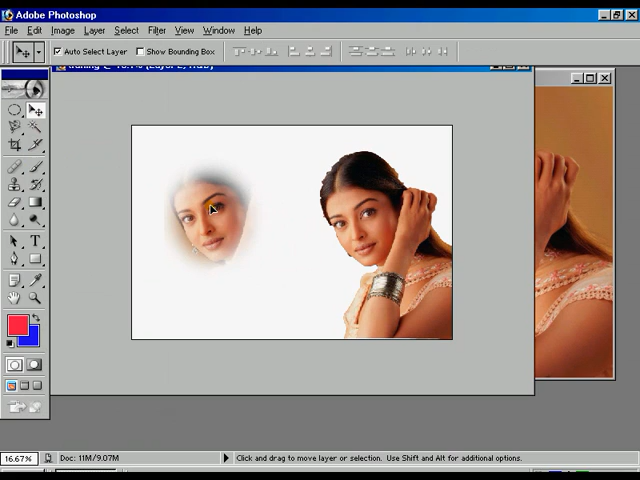 Adobe Photoshop
File Edit Image Layer Select Filter View Window Help
Auto Select Layer Show Bounding Box
T
16.67% Doc: 11M/9.07M Click and drag to move layer or selection. Use Shift and Alt for additional options.